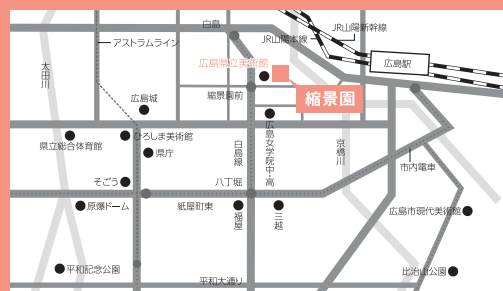 白島
JR山陽新幹線
JR山陽本線
アストラムライン
広島県立美術館
広島駅
太田川
縮景園前
縮景園
広島城
ひろしま美術館
県立総合体育館
県庁
白島線
広島女学院中・高
京橋川
市内電車
そごう
八丁堀
原爆ドーム
紙屋町東
福屋
三越
広島市現代美術館
平和記念公園
比治山公園
平和大通り